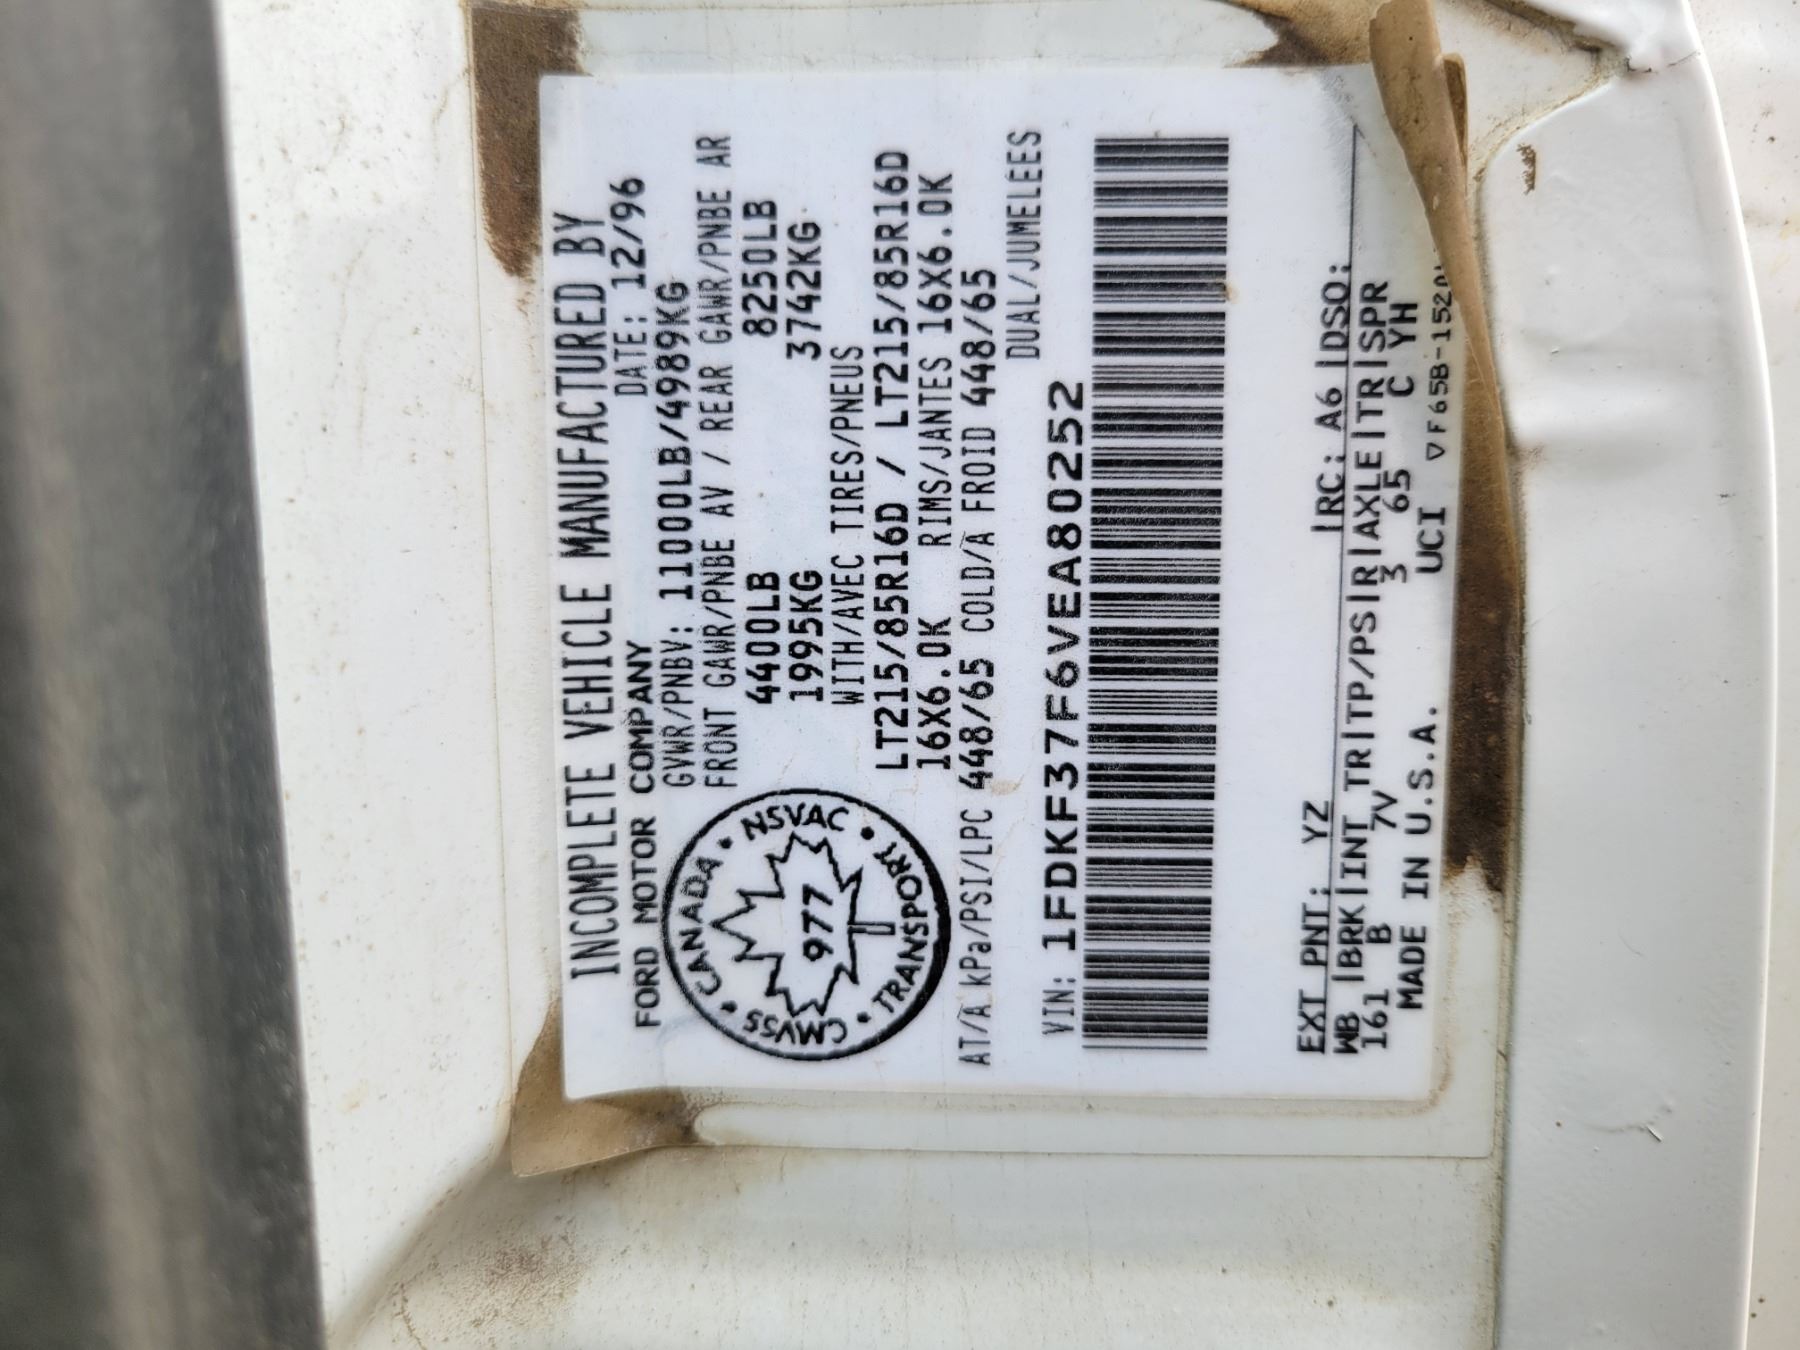 INCOMPLETE VEHICLE MANUFACTURED BY
FORD MOTOR COMPANY
DATE: 12/96
GVWR/PNBV: 11000LB/4989KG
FRONT GAWR/PNBE AV / REAR GAWR/PNBE AR
4400LB 8250LB
1995KG 3742KG
WITH/AVEC TIRES/PNEUS
LT215/85R16D / LT215/85R16D
16X6.0K RIMS/JANTES 16X6.0K
AT/À kPa/PSI/LPC 448/65 COLD/À FROID 448/65
DUAL/JUMELÉES
CANADA • NSVAC • TRANSPORT • CMVSS •
977
VIN: 1FDKF37F6VEA80252
EXT PNT: YZ |RC: A6 |DSO:
WB |BRK|INT TR|TP/PS|R|AXLE|TR|SPR
161 B 7V 3 65 C YH
MADE IN U.S.A. UCI